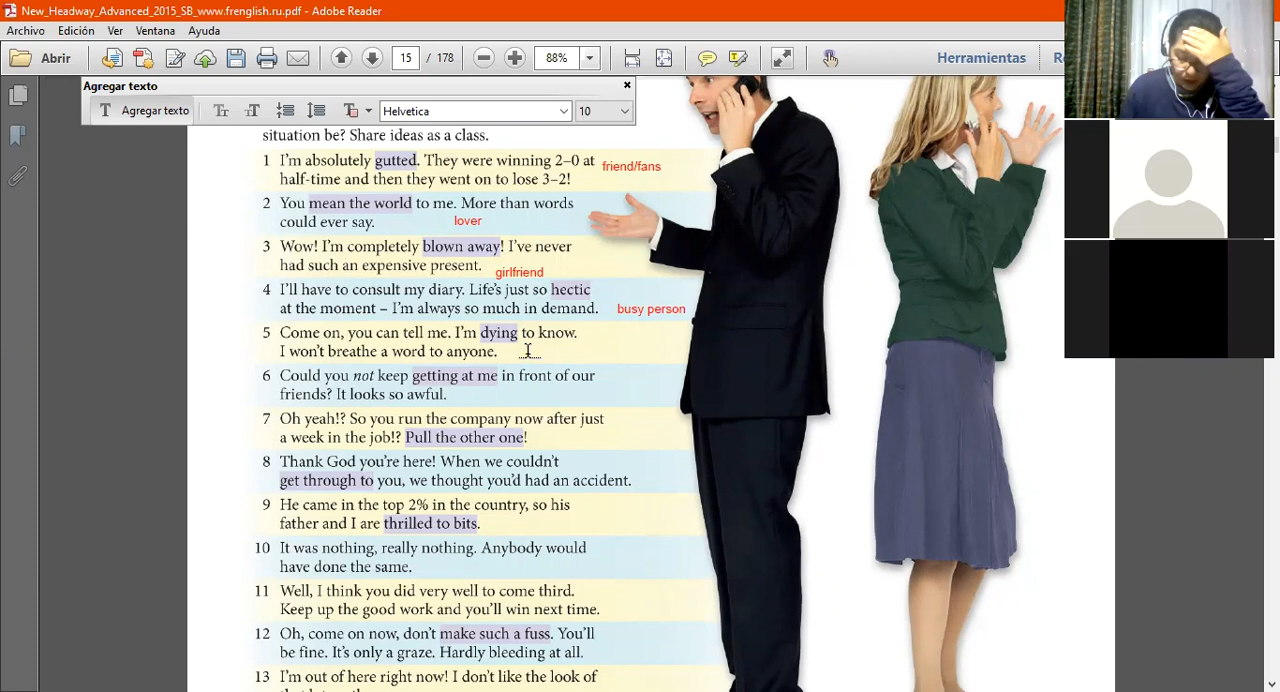 New_Headway_Advanced_2015_SB_www.frenglish.ru.pdf - Adobe Reader
Archivo Edición Ver Ventana Ayuda
Abrir 15 / 178 88% Herramientas
Agregar texto
Agregar texto Helvetica 10
situation be? Share ideas as a class.
1 I'm absolutely gutted. They were winning 2–0 at
half-time and then they went on to lose 3–2!
friend/fans
2 You mean the world to me. More than words
could ever say.
lover
3 Wow! I'm completely blown away! I've never
had such an expensive present.
girlfriend
4 I'll have to consult my diary. Life's just so hectic
at the moment – I'm always so much in demand.
busy person
5 Come on, you can tell me. I'm dying to know.
I won't breathe a word to anyone.
6 Could you not keep getting at me in front of our
friends? It looks so awful.
7 Oh yeah!? So you run the company now after just
a week in the job!? Pull the other one!
8 Thank God you're here! When we couldn't
get through to you, we thought you'd had an accident.
9 He came in the top 2% in the country, so his
father and I are thrilled to bits.
10 It was nothing, really nothing. Anybody would
have done the same.
11 Well, I think you did very well to come third.
Keep up the good work and you'll win next time.
12 Oh, come on now, don't make such a fuss. You'll
be fine. It's only a graze. Hardly bleeding at all.
13 I'm out of here right now! I don't like the look of